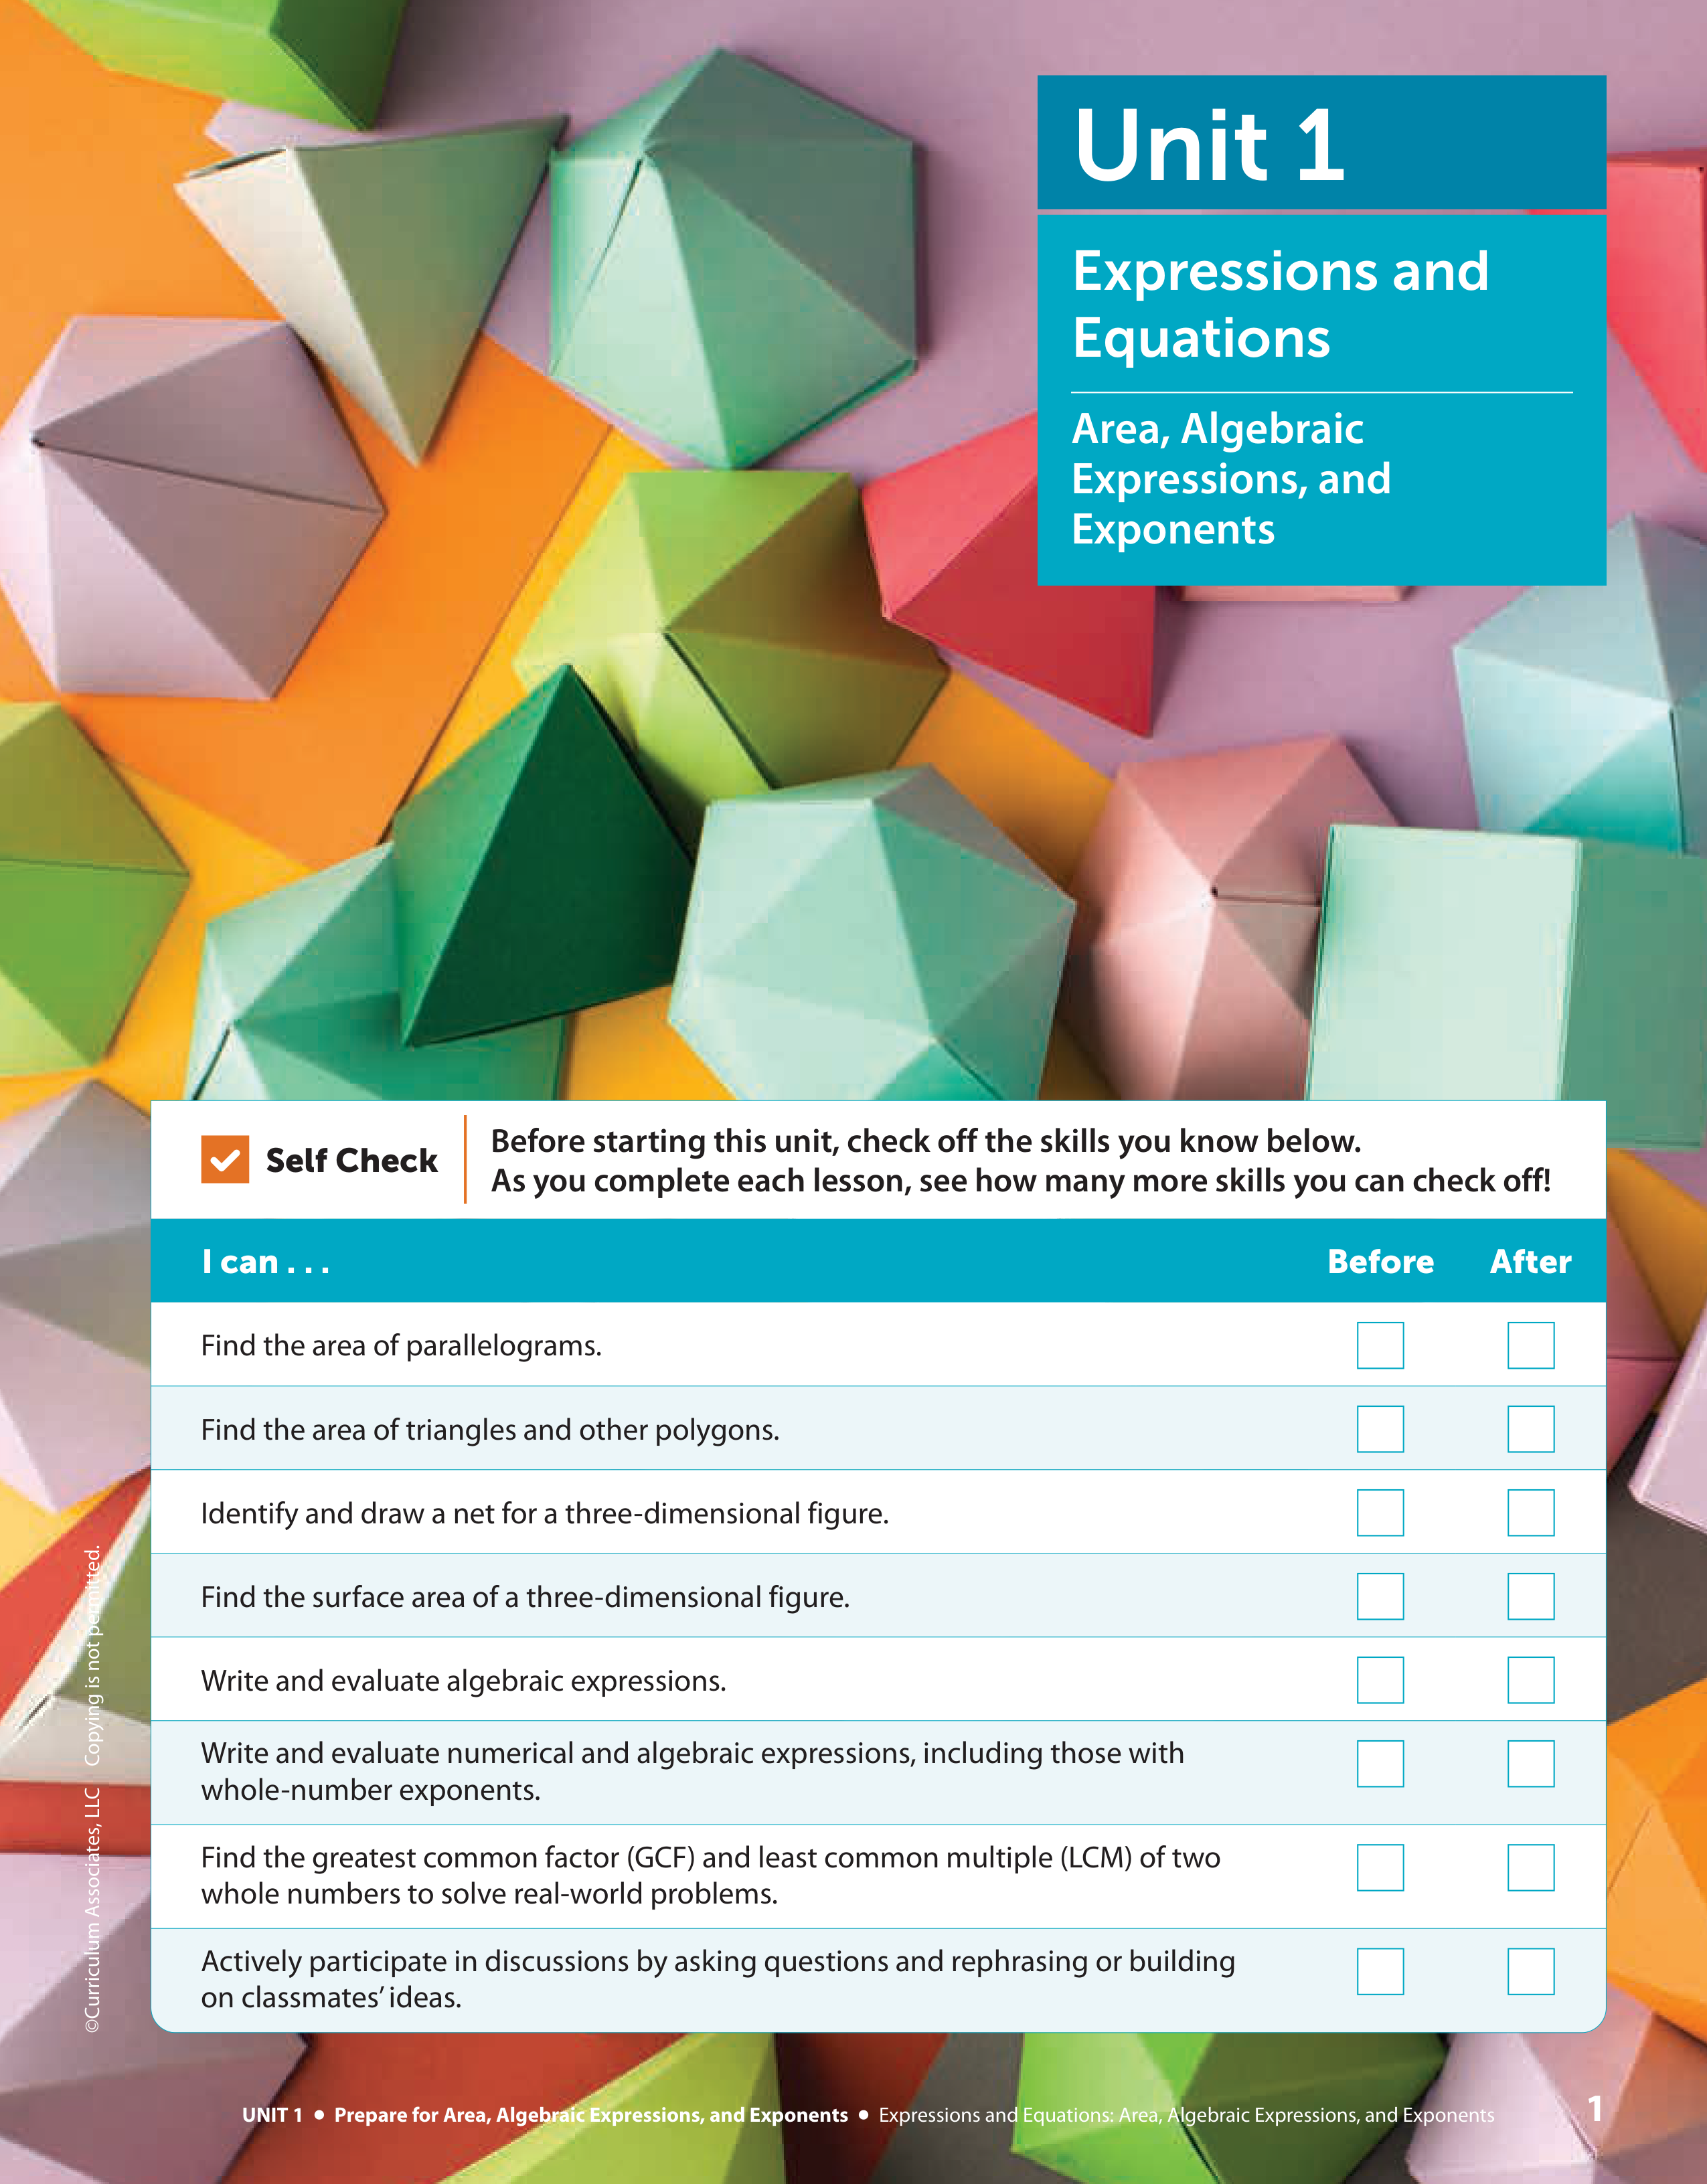 Unit 1
Expressions and
Equations
Area, Algebraic
Expressions, and
Exponents
Self Check
Before starting this unit, check off the skills you know below.
As you complete each lesson, see how many more skills you can check off!
I can . . . Before After
Find the area of parallelograms.
Find the area of triangles and other polygons.
Identify and draw a net for a three-dimensional figure.
Find the surface area of a three-dimensional figure.
Write and evaluate algebraic expressions.
Write and evaluate numerical and algebraic expressions, including those with
whole-number exponents.
Find the greatest common factor (GCF) and least common multiple (LCM) of two
whole numbers to solve real-world problems.
Actively participate in discussions by asking questions and rephrasing or building
on classmates’ ideas.
©Curriculum Associates, LLC Copying is not permitted.
UNIT 1 • Prepare for Area, Algebraic Expressions, and Exponents • Expressions and Equations: Area, Algebraic Expressions, and Exponents 1